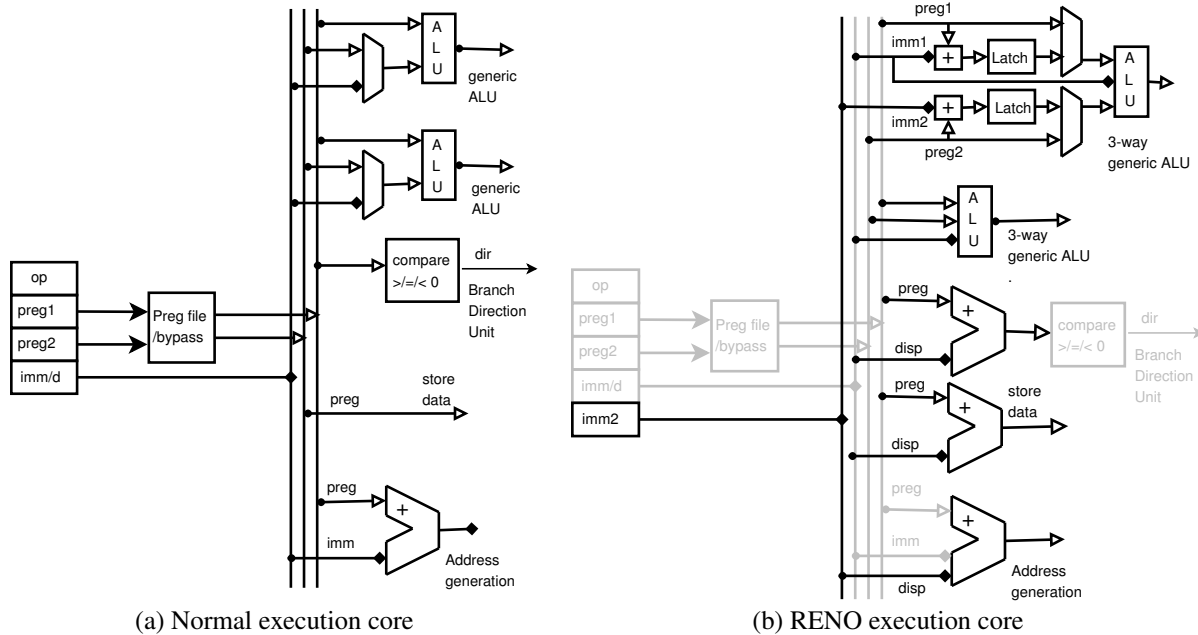 A
L
U
generic
ALU
A
L
U
generic
ALU
compare
>/=/< 0
dir
Branch
Direction
Unit
op
preg1
preg2
imm/d
Preg file
/bypass
preg
store
data
preg
+
imm
Address
generation
(a) Normal execution core
preg1
imm1
+
Latch
A
L
U
imm2
+
Latch
preg2
3-way
generic ALU
A
L
U
3-way
generic ALU
.
op
preg1
preg2
imm/d
imm2
Preg file
/bypass
preg
+
disp
compare
>/=/< 0
dir
Branch
Direction
Unit
preg
+
store
data
disp
preg
+
imm
disp
Address
generation
(b) RENO execution core